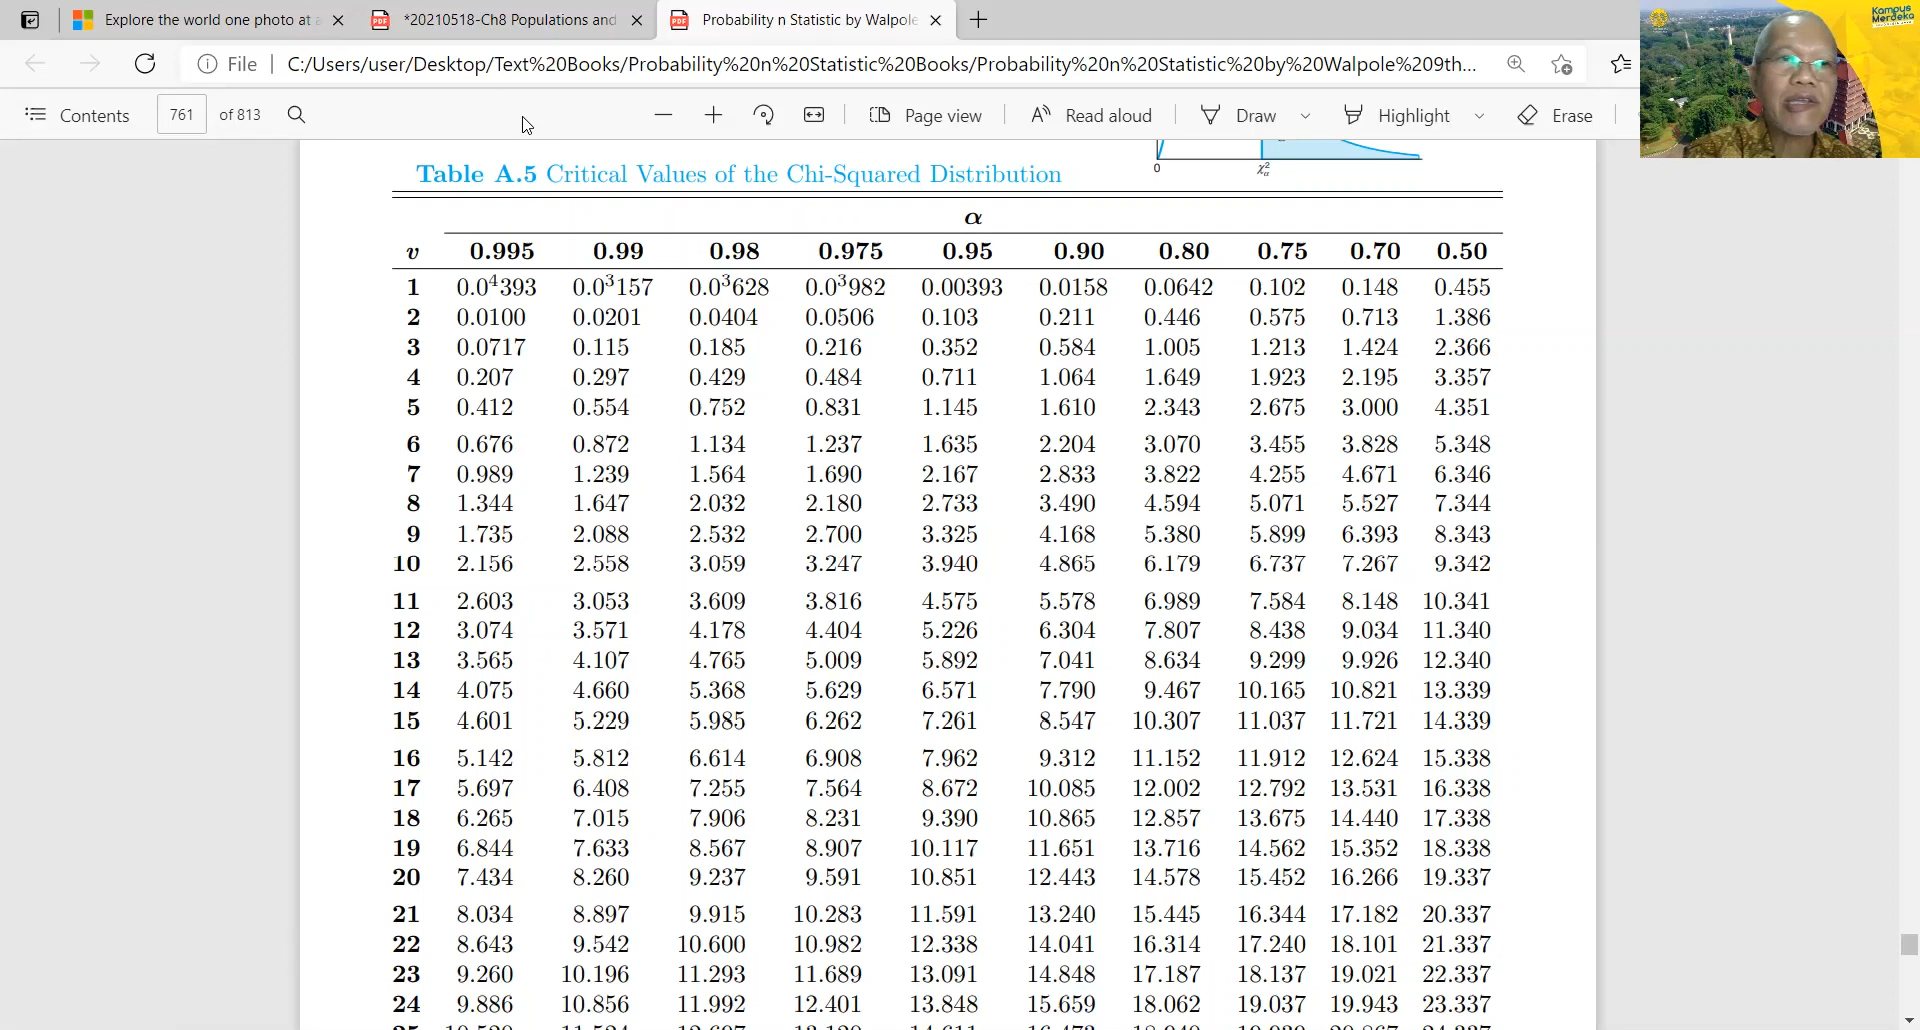 Explore the world one photo at a
*20210518-Ch8 Populations and
Probability n Statistic by Walpole
File
C:/Users/user/Desktop/Text%20Books/Probability%20n%20Statistic%20Books/Probability%20n%20Statistic%20by%20Walpole%209th...
Contents 761 of 813 Page view Read aloud Draw Highlight Erase
Kampus
Merdeka
0 χ²α
Table A.5 Critical Values of the Chi-Squared Distribution
α
v 0.995 0.99 0.98 0.975 0.95 0.90 0.80 0.75 0.70 0.50
1 0.0⁴393 0.0³157 0.0³628 0.0³982 0.00393 0.0158 0.0642 0.102 0.148 0.455
2 0.0100 0.0201 0.0404 0.0506 0.103 0.211 0.446 0.575 0.713 1.386
3 0.0717 0.115 0.185 0.216 0.352 0.584 1.005 1.213 1.424 2.366
4 0.207 0.297 0.429 0.484 0.711 1.064 1.649 1.923 2.195 3.357
5 0.412 0.554 0.752 0.831 1.145 1.610 2.343 2.675 3.000 4.351
6 0.676 0.872 1.134 1.237 1.635 2.204 3.070 3.455 3.828 5.348
7 0.989 1.239 1.564 1.690 2.167 2.833 3.822 4.255 4.671 6.346
8 1.344 1.647 2.032 2.180 2.733 3.490 4.594 5.071 5.527 7.344
9 1.735 2.088 2.532 2.700 3.325 4.168 5.380 5.899 6.393 8.343
10 2.156 2.558 3.059 3.247 3.940 4.865 6.179 6.737 7.267 9.342
11 2.603 3.053 3.609 3.816 4.575 5.578 6.989 7.584 8.148 10.341
12 3.074 3.571 4.178 4.404 5.226 6.304 7.807 8.438 9.034 11.340
13 3.565 4.107 4.765 5.009 5.892 7.041 8.634 9.299 9.926 12.340
14 4.075 4.660 5.368 5.629 6.571 7.790 9.467 10.165 10.821 13.339
15 4.601 5.229 5.985 6.262 7.261 8.547 10.307 11.037 11.721 14.339
16 5.142 5.812 6.614 6.908 7.962 9.312 11.152 11.912 12.624 15.338
17 5.697 6.408 7.255 7.564 8.672 10.085 12.002 12.792 13.531 16.338
18 6.265 7.015 7.906 8.231 9.390 10.865 12.857 13.675 14.440 17.338
19 6.844 7.633 8.567 8.907 10.117 11.651 13.716 14.562 15.352 18.338
20 7.434 8.260 9.237 9.591 10.851 12.443 14.578 15.452 16.266 19.337
21 8.034 8.897 9.915 10.283 11.591 13.240 15.445 16.344 17.182 20.337
22 8.643 9.542 10.600 10.982 12.338 14.041 16.314 17.240 18.101 21.337
23 9.260 10.196 11.293 11.689 13.091 14.848 17.187 18.137 19.021 22.337
24 9.886 10.856 11.992 12.401 13.848 15.659 18.062 19.037 19.943 23.337